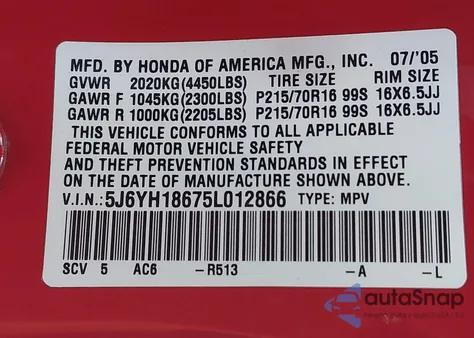 MFD. BY HONDA OF AMERICA MFG., INC. 07/'05
GVWR 2020KG(4450LBS) TIRE SIZE RIM SIZE
GAWR F 1045KG(2300LBS) P215/70R16 99S 16X6.5JJ
GAWR R 1000KG(2205LBS) P215/70R16 99S 16X6.5JJ
THIS VEHICLE CONFORMS TO ALL APPLICABLE
FEDERAL MOTOR VEHICLE SAFETY
AND THEFT PREVENTION STANDARDS IN EFFECT
ON THE DATE OF MANUFACTURE SHOWN ABOVE.
V.I.N.: 5J6YH18675L012866 TYPE: MPV
SCV 5 AC6 -R513 -A -L
autaSnap